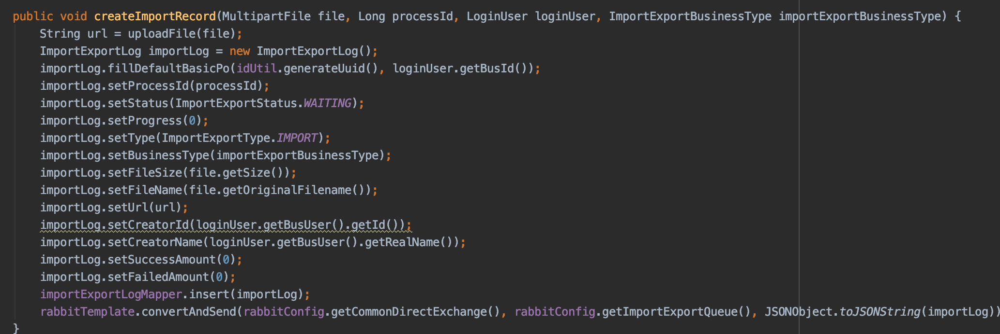 public void createImportRecord(MultipartFile file, Long processId, LoginUser loginUser, ImportExportBusinessType importExportBusinessType) {
    String url = uploadFile(file);
    ImportExportLog importLog = new ImportExportLog();
    importLog.fillDefaultBasicPo(idUtil.generateUuid(), loginUser.getBusId());
    importLog.setProcessId(processId);
    importLog.setStatus(ImportExportStatus.WAITING);
    importLog.setProgress(0);
    importLog.setType(ImportExportType.IMPORT);
    importLog.setBusinessType(importExportBusinessType);
    importLog.setFileSize(file.getSize());
    importLog.setFileName(file.getOriginalFilename());
    importLog.setUrl(url);
    importLog.setCreatorId(loginUser.getBusUser().getId());
    importLog.setCreatorName(loginUser.getBusUser().getRealName());
    importLog.setSuccessAmount(0);
    importLog.setFailedAmount(0);
    importExportLogMapper.insert(importLog);
    rabbitTemplate.convertAndSend(rabbitConfig.getCommonDirectExchange(), rabbitConfig.getImportExportQueue(), JSONObject.toJSONString(importLog))
}